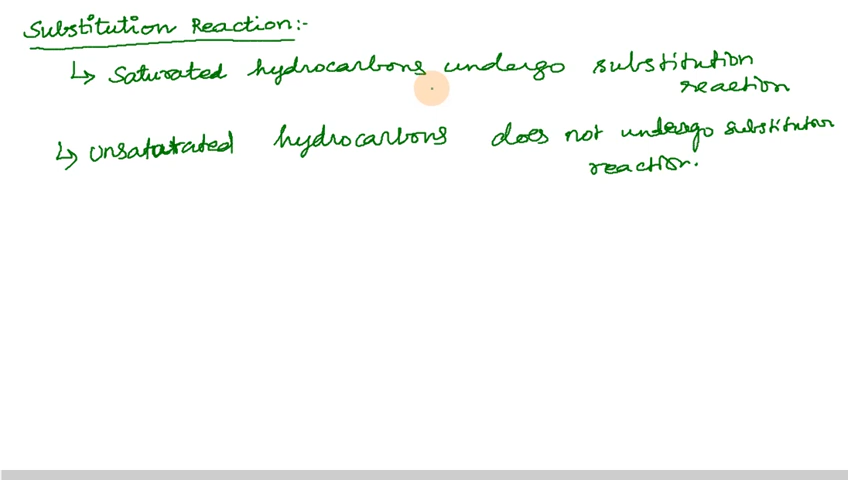 Substitution Reaction:-
↳ Saturated hydrocarbons undergo substitution
reaction
↳ Unsaturated hydrocarbons does not undergo substitution
reaction.